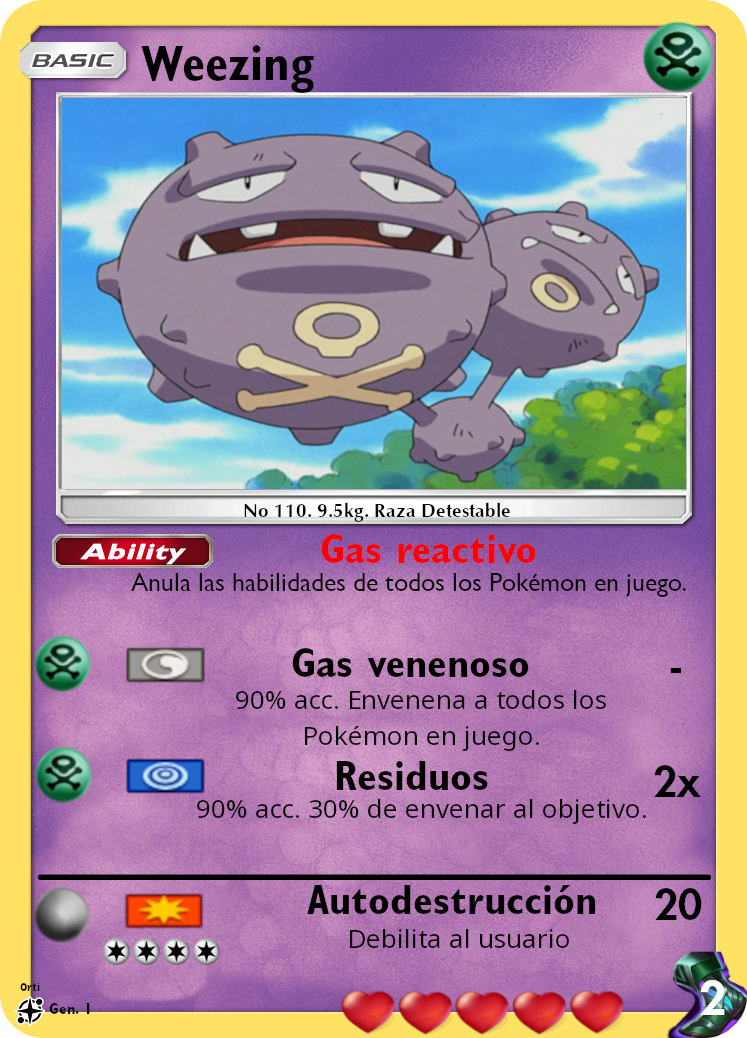 BASIC Weezing
No 110. 9.5kg. Raza Detestable
Ability Gas reactivo
Anula las habilidades de todos los Pokémon en juego.
Gas venenoso -
90% acc. Envenena a todos los
Pokémon en juego.
Residuos 2x
90% acc. 30% de envenar al objetivo.
Autodestrucción 20
Debilita al usuario
Orti
Gen. 1
2